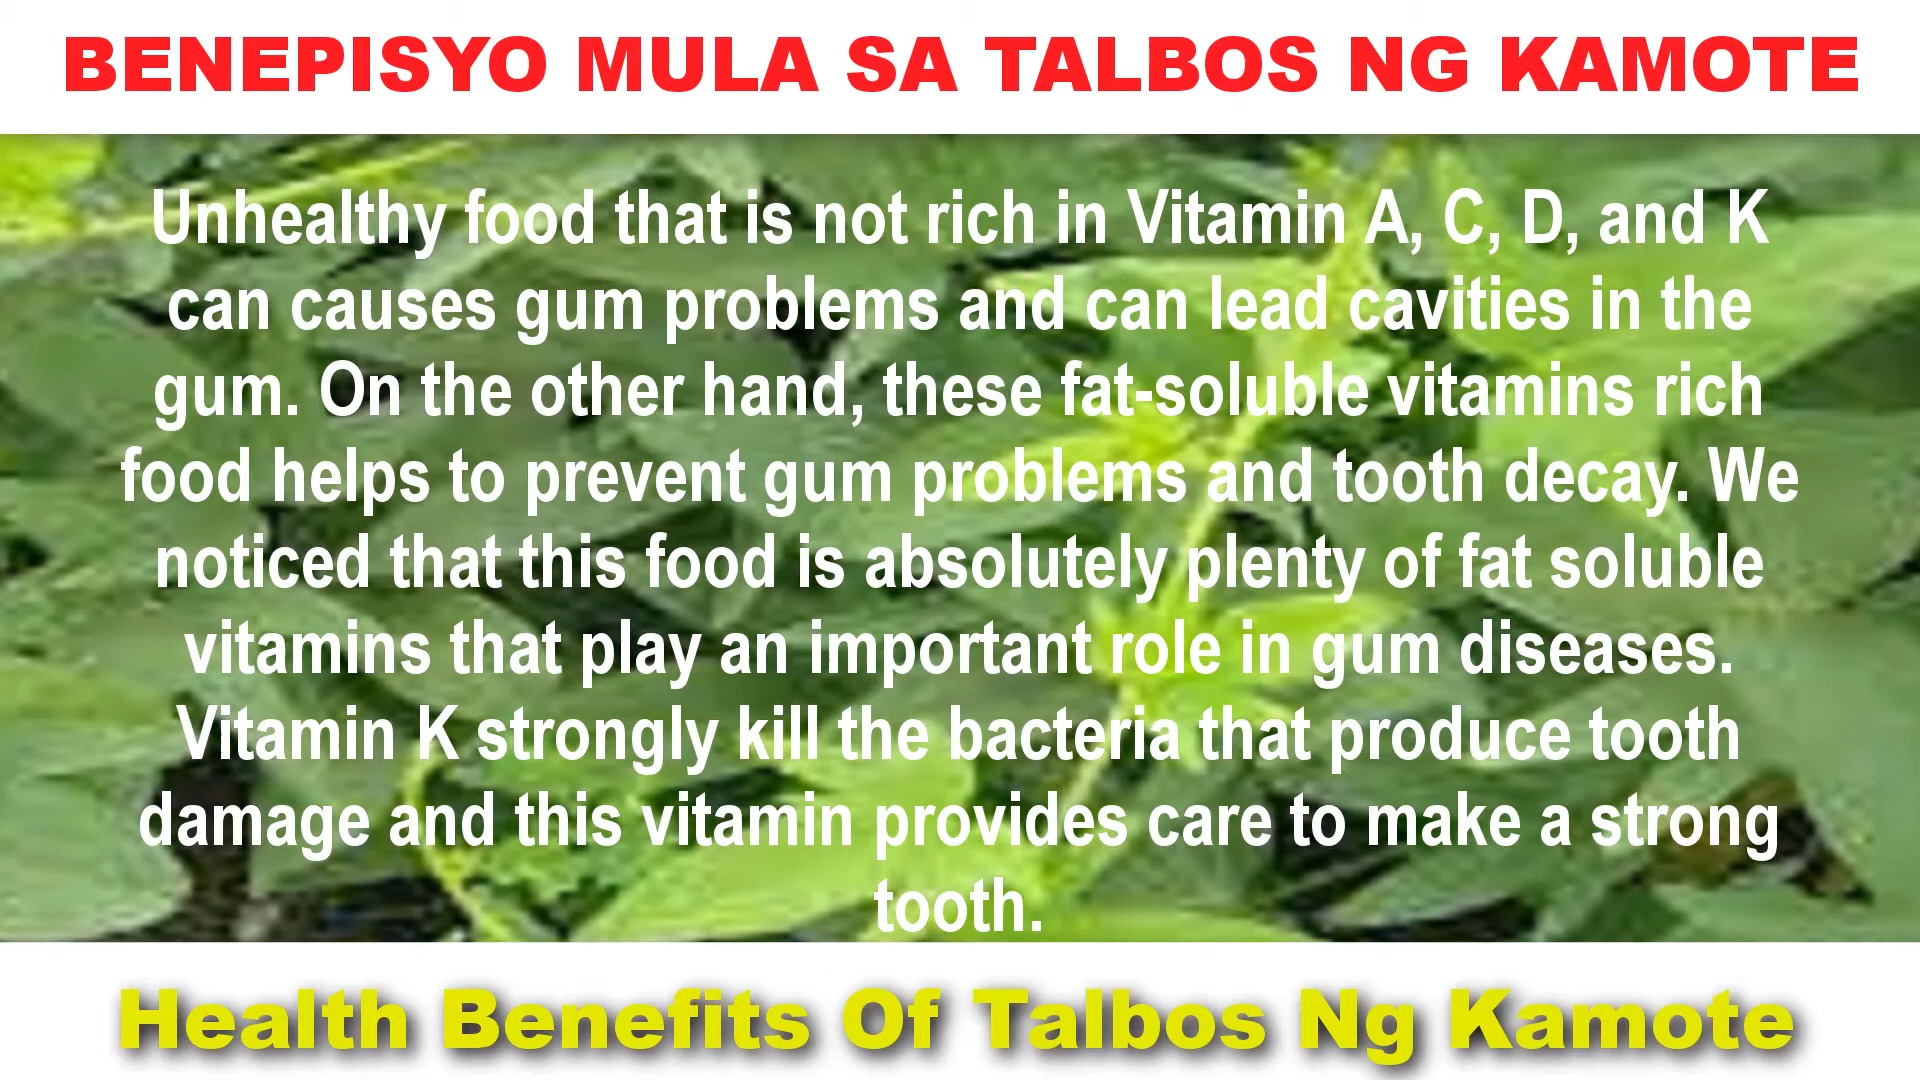 BENEPISYO MULA SA TALBOS NG KAMOTE
Unhealthy food that is not rich in Vitamin A, C, D, and K
can causes gum problems and can lead cavities in the
gum. On the other hand, these fat-soluble vitamins rich
food helps to prevent gum problems and tooth decay. We
noticed that this food is absolutely plenty of fat soluble
vitamins that play an important role in gum diseases.
Vitamin K strongly kill the bacteria that produce tooth
damage and this vitamin provides care to make a strong
tooth.
Health Benefits Of Talbos Ng Kamote